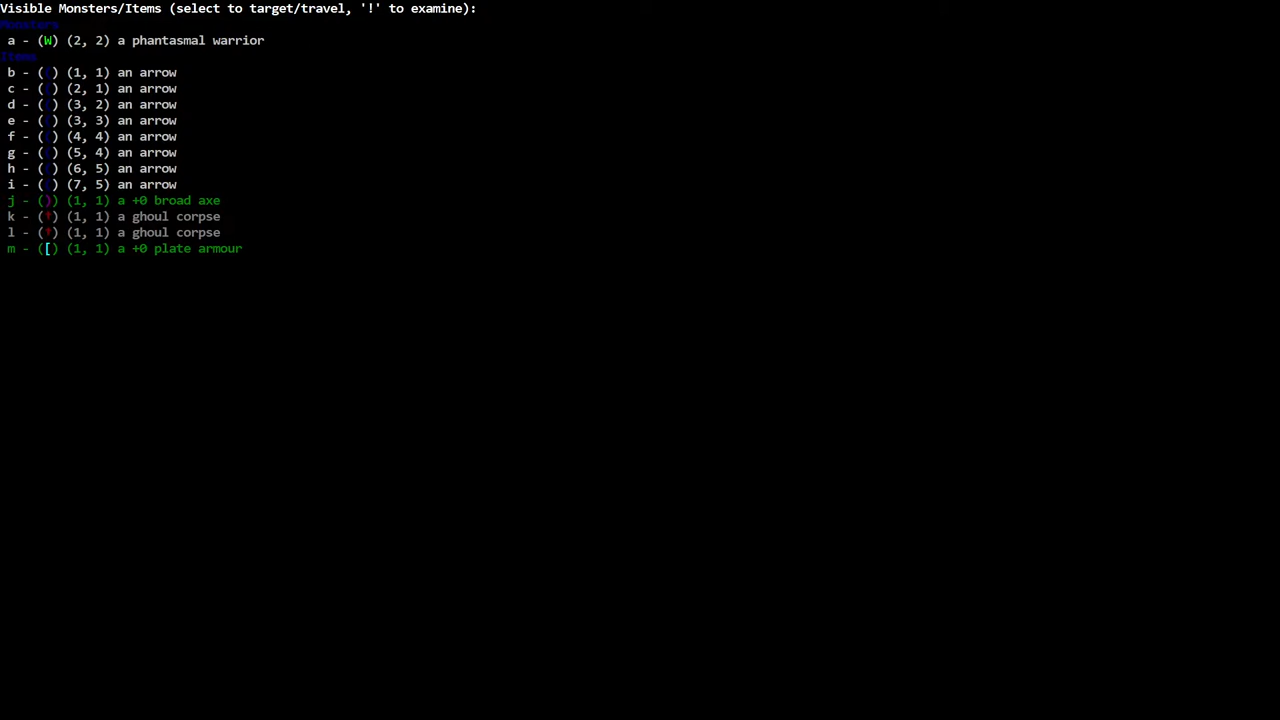 Visible Monsters/Items (select to target/travel, '!' to examine):
Monsters
a - (W) (2, 2) a phantasmal warrior
Items
b - (() (1, 1) an arrow
c - (() (2, 1) an arrow
d - (() (3, 2) an arrow
e - (() (3, 3) an arrow
f - (() (4, 4) an arrow
g - (() (5, 4) an arrow
h - (() (6, 5) an arrow
i - (() (7, 5) an arrow
j - ()) (1, 1) a +0 broad axe
k - (†) (1, 1) a ghoul corpse
l - (†) (1, 1) a ghoul corpse
m - ([) (1, 1) a +0 plate armour